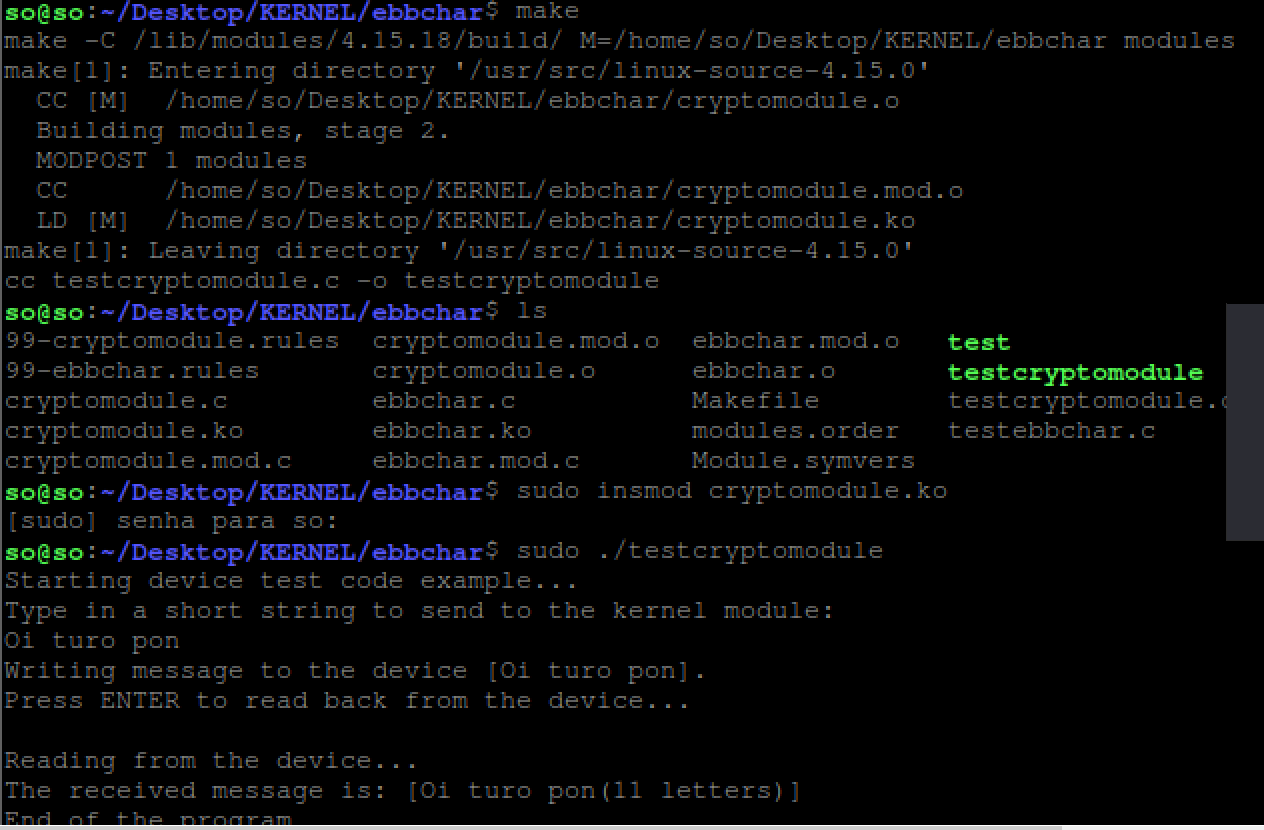 so@so:~/Desktop/KERNEL/ebbchar$ make
make -C /lib/modules/4.15.18/build/ M=/home/so/Desktop/KERNEL/ebbchar modules
make[1]: Entering directory '/usr/src/linux-source-4.15.0'
  CC [M]  /home/so/Desktop/KERNEL/ebbchar/cryptomodule.o
  Building modules, stage 2.
  MODPOST 1 modules
  CC      /home/so/Desktop/KERNEL/ebbchar/cryptomodule.mod.o
  LD [M]  /home/so/Desktop/KERNEL/ebbchar/cryptomodule.ko
make[1]: Leaving directory '/usr/src/linux-source-4.15.0'
cc testcryptomodule.c -o testcryptomodule
so@so:~/Desktop/KERNEL/ebbchar$ ls
99-cryptomodule.rules  cryptomodule.mod.o  ebbchar.mod.o   test
99-ebbchar.rules       cryptomodule.o      ebbchar.o       testcryptomodule
cryptomodule.c         ebbchar.c           Makefile        testcryptomodule.c
cryptomodule.ko        ebbchar.ko          modules.order   testebbchar.c
cryptomodule.mod.c     ebbchar.mod.c       Module.symvers
so@so:~/Desktop/KERNEL/ebbchar$ sudo insmod cryptomodule.ko
[sudo] senha para so:
so@so:~/Desktop/KERNEL/ebbchar$ sudo ./testcryptomodule
Starting device test code example...
Type in a short string to send to the kernel module:
Oi turo pon
Writing message to the device [Oi turo pon].
Press ENTER to read back from the device...
Reading from the device...
The received message is: [Oi turo pon(11 letters)]
End of the program